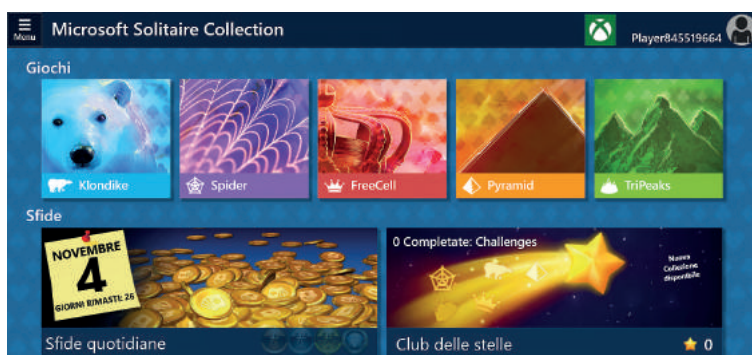 Menu
Microsoft Solitaire Collection
Player845519664
Giochi
Klondike
Spider
FreeCell
Pyramid
TriPeaks
Sfide
NOVEMBRE
4
GIORNI RIMASTI: 26
Sfide quotidiane
0 Completate: Challenges
Nuova
Collezione
disponibile
Club delle stelle
0